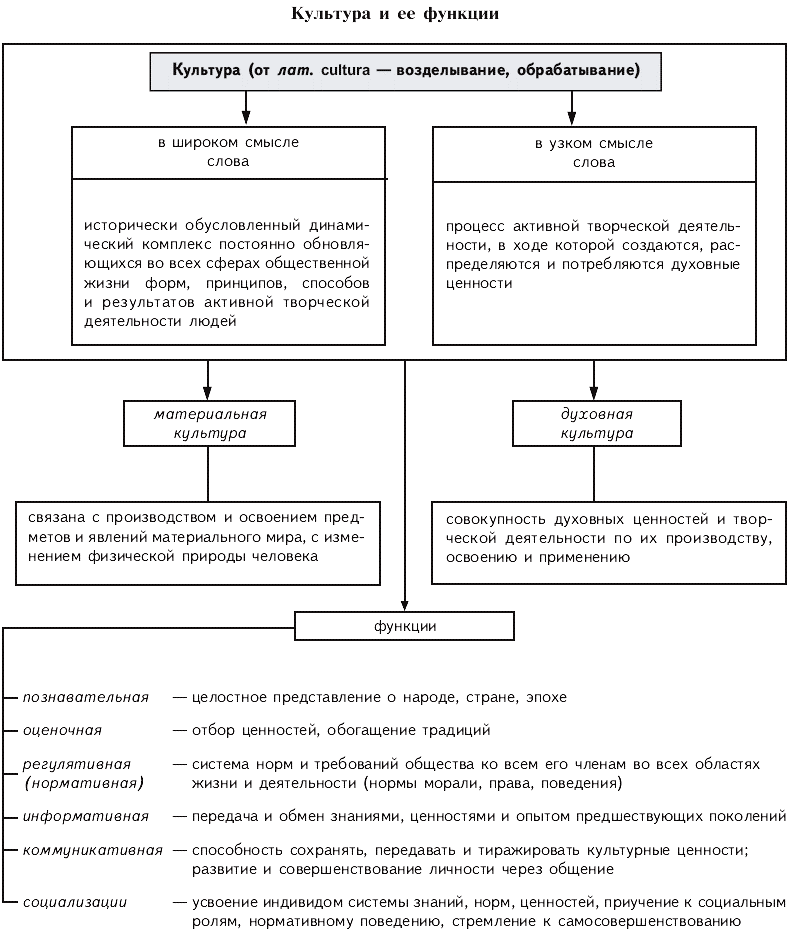 Культура и ее функции
Культура (от лат. cultura — возделывание, обрабатывание)
в широком смысле
слова
исторически обусловленный динами-
ческий комплекс постоянно обновля-
ющихся во всех сферах общественной
жизни форм, принципов, способов
и результатов активной творческой
деятельности людей
в узком смысле
слова
процесс активной творческой деятель-
ности, в ходе которой создаются, рас-
пределяются и потребляются духовные
ценности
материальная
культура
связана с производством и освоением пред-
метов и явлений материального мира, с изме-
нением физической природы человека
духовная
культура
совокупность духовных ценностей и твор-
ческой деятельности по их производству,
освоению и применению
функции
познавательная — целостное представление о народе, стране, эпохе
оценочная — отбор ценностей, обогащение традиций
регулятивная — система норм и требований общества ко всем его членам во всех областях
(нормативная) жизни и деятельности (нормы морали, права, поведения)
информативная — передача и обмен знаниями, ценностями и опытом предшествующих поколений
коммуникативная — способность сохранять, передавать и тиражировать культурные ценности;
развитие и совершенствование личности через общение
социализации — усвоение индивидом системы знаний, норм, ценностей, приучение к социальным
ролям, нормативному поведению, стремление к самосовершенствованию